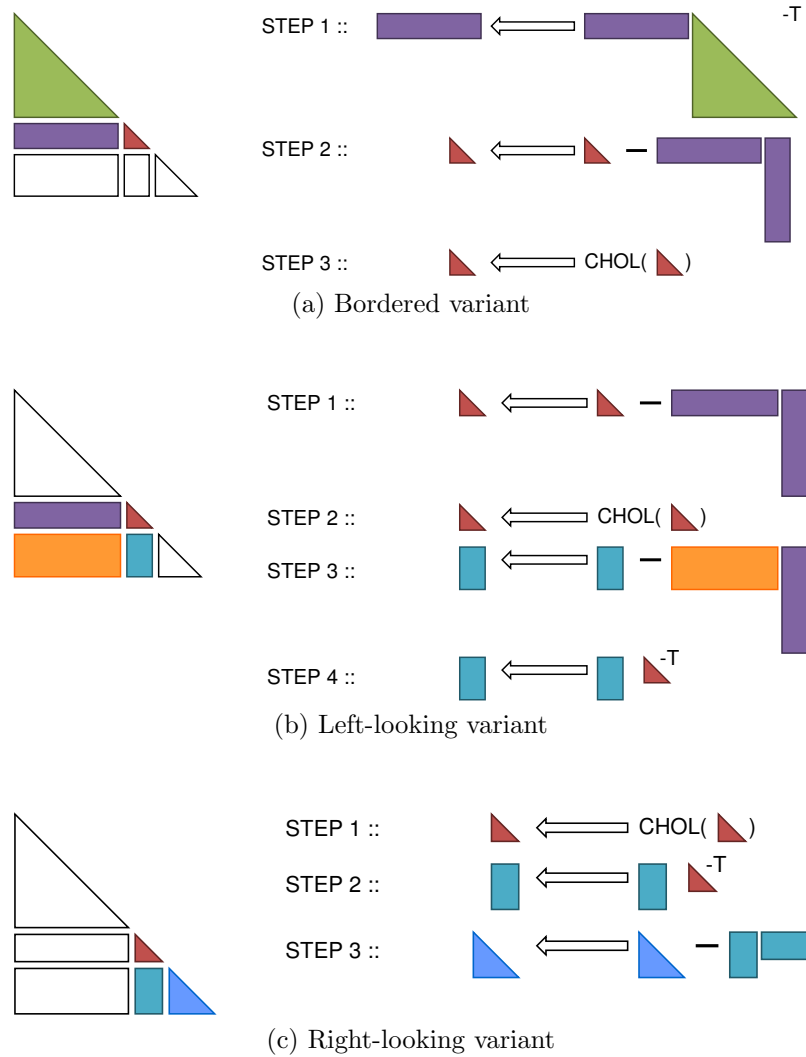 STEP 1 :: -T
STEP 2 :: −
STEP 3 :: CHOL( )
(a) Bordered variant
STEP 1 :: −
STEP 2 :: CHOL( )
STEP 3 :: −
STEP 4 :: -T
(b) Left-looking variant
STEP 1 :: CHOL( )
STEP 2 :: -T
STEP 3 :: −
(c) Right-looking variant